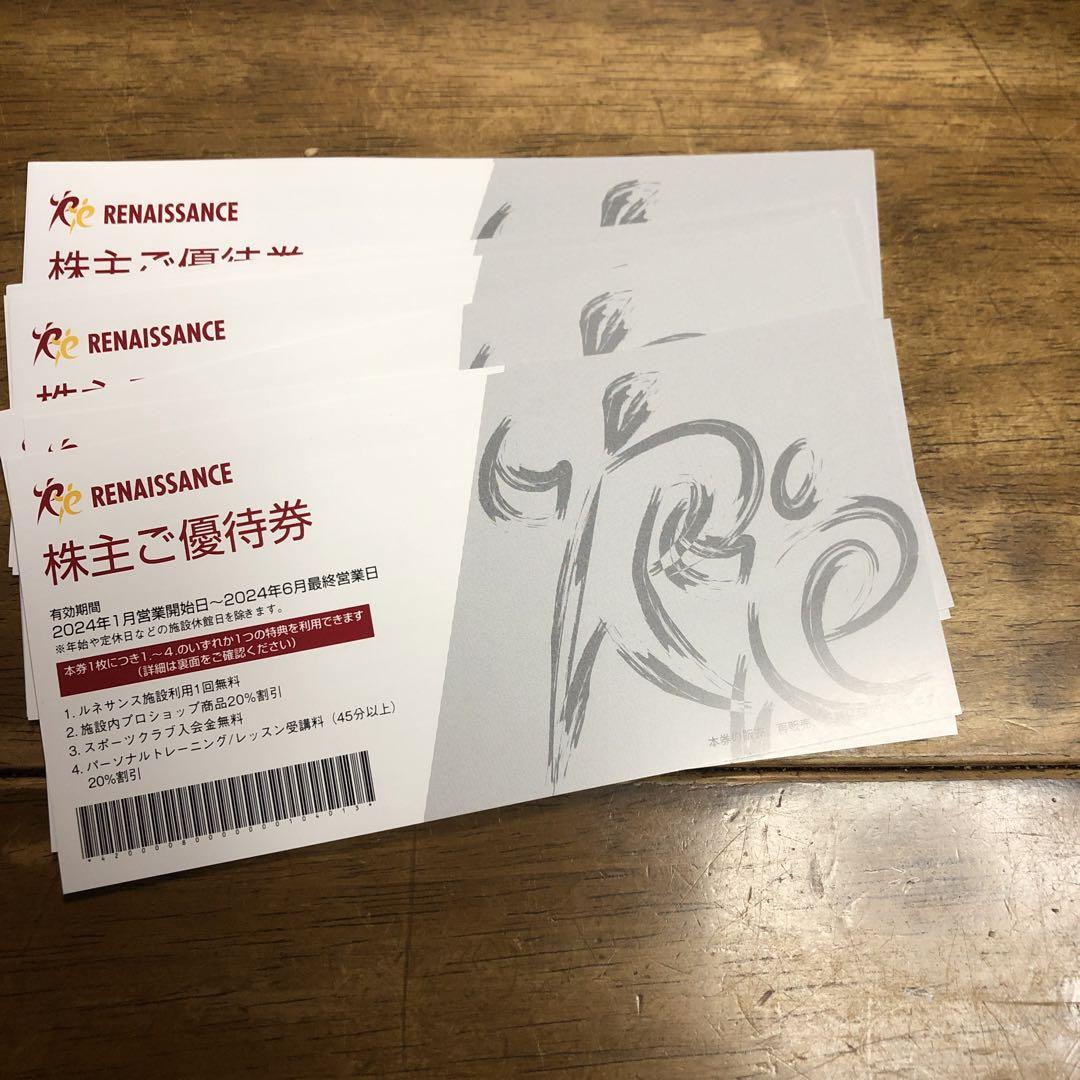 RENAISSANCE
株主ご優待券
RENAISSANCE
RENAISSANCE
株主ご優待券
有効期間
2024年1月営業開始日～2024年6月最終営業日
※年始や定休日などの施設休館日を除きます。
本券1枚につき1.～4.のいずれか1つの特典を利用できます
(詳細は裏面をご確認ください)
1. ルネサンス施設利用1回無料
2. 施設内プロショップ商品20%割引
3. スポーツクラブ入会金無料
4. パーソナルトレーニング/レッスン受講料（45分以上）
20%割引
本券の販売、再販売